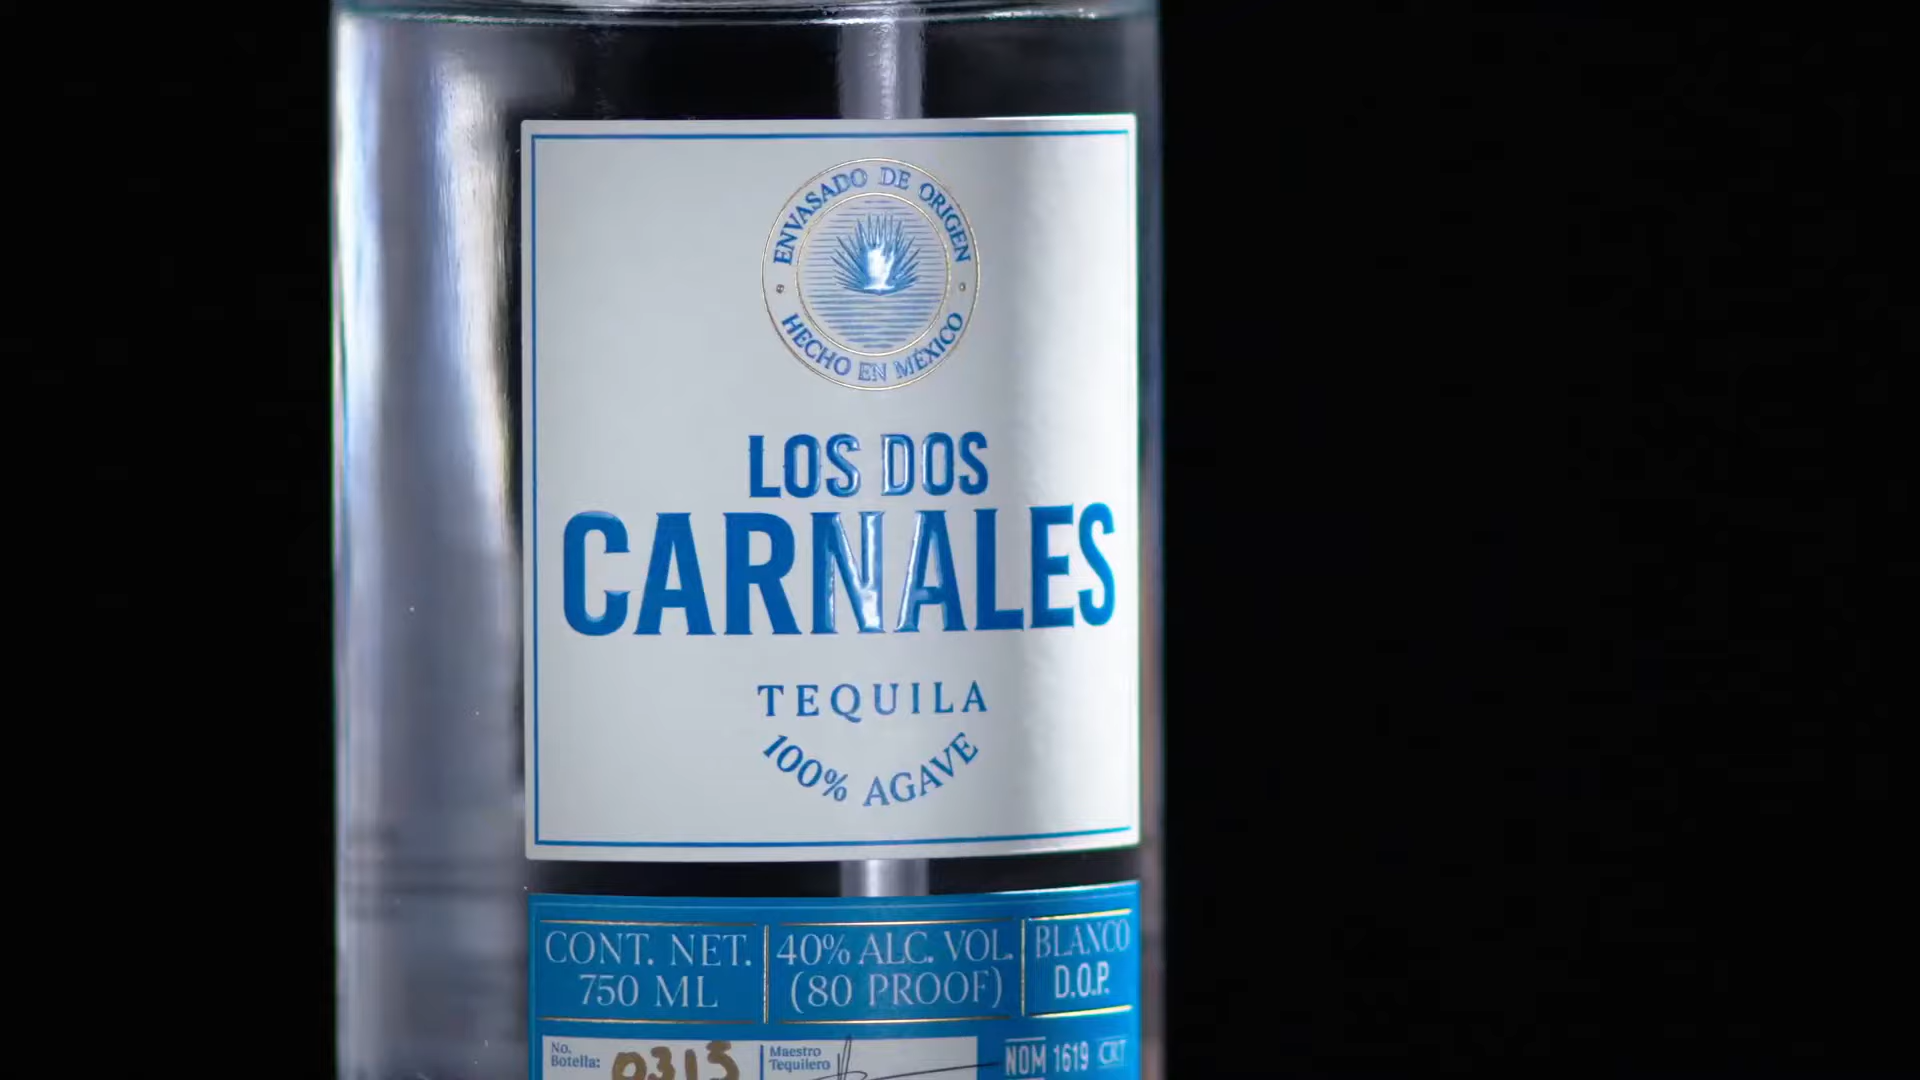 ENVASADO DE ORIGEN
HECHO EN MÉXICO
LOS DOS
CARNALES
TEQUILA
100% AGAVE
CONT. NET.
750 ML
40% ALC. VOL.
(80 PROOF)
BLANCO
D.O.P.
No.
Botella:
0313
Maestro
Tequilero
NOM 1619 CRT